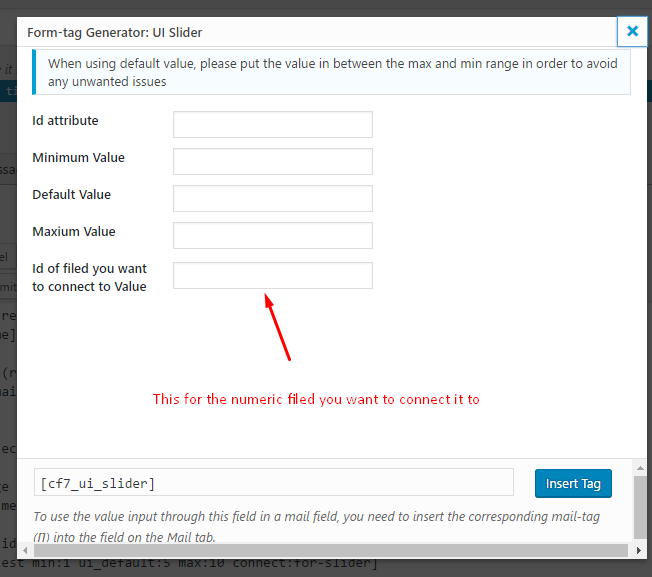 Form-tag Generator: UI Slider
When using default value, please put the value in between the max and min range in order to avoid
any unwanted issues
Id attribute
Minimum Value
Default Value
Maxium Value
Id of filed you want
to connect to Value
This for the numeric filed you want to connect it to
[cf7_ui_slider]
Insert Tag
To use the value input through this field in a mail field, you need to insert the corresponding mail-tag
([]) into the field on the Mail tab.
est min:1 ui_default:5 max:10 connect:for-slider]